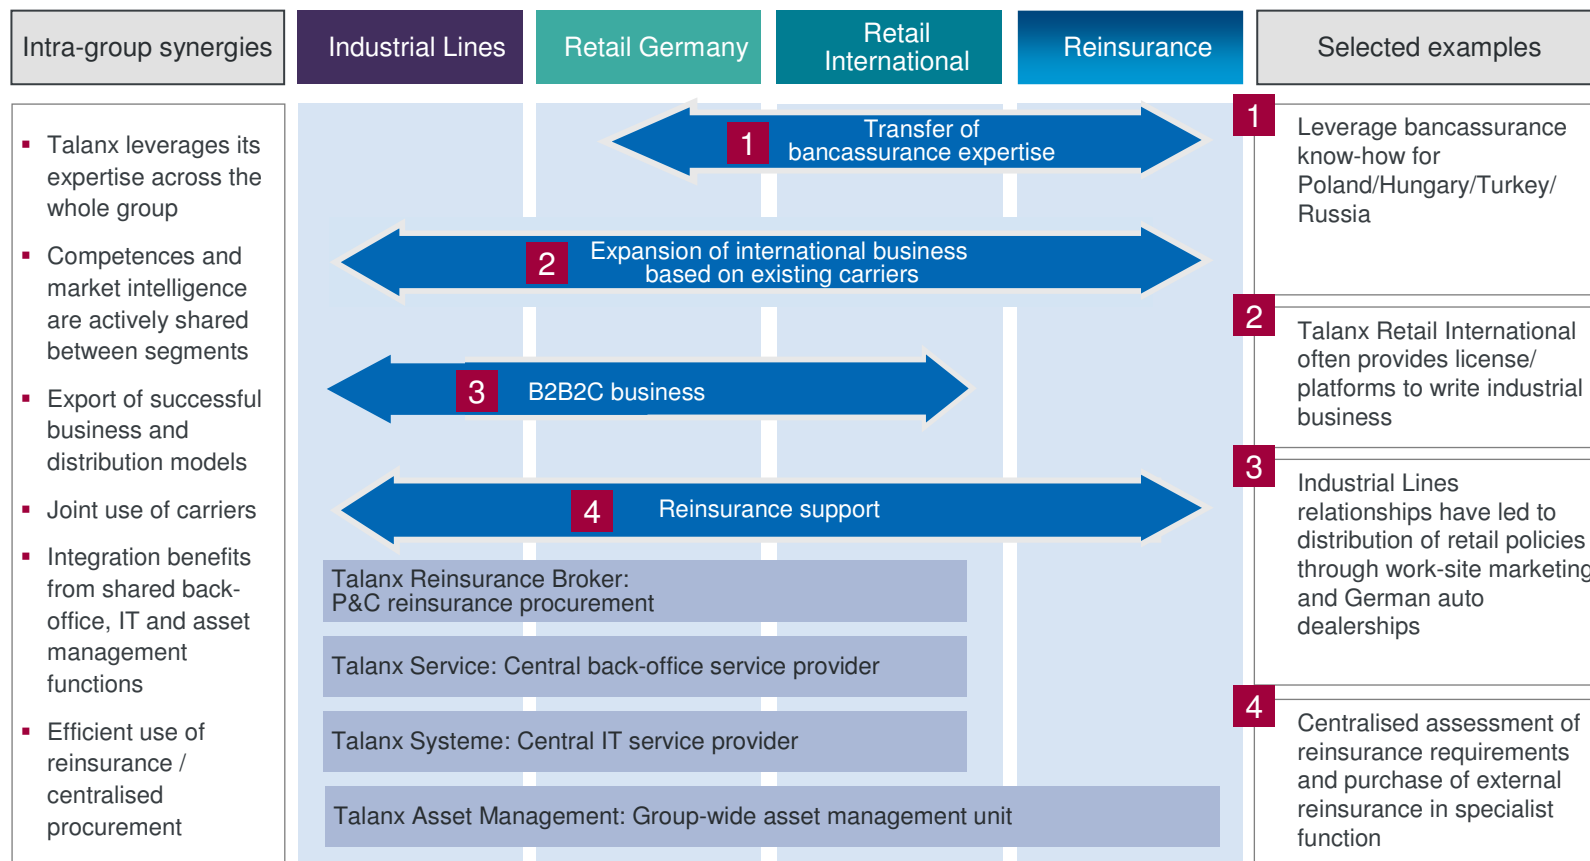 Intra-group synergies
Industrial Lines
Retail Germany
Retail
International
Reinsurance
Selected examples
Talanx leverages its
expertise across the
whole group
Competences and
market intelligence
are actively shared
between segments
Export of successful
business and
distribution models
Joint use of carriers
Integration benefits
from shared back-
office, IT and asset
management
functions
Efficient use of
reinsurance /
centralised
procurement
1
Transfer of
bancassurance expertise
2
Expansion of international business
based on existing carriers
3
B2B2C business
4
Reinsurance support
Talanx Reinsurance Broker:
P&C reinsurance procurement
Talanx Service: Central back-office service provider
Talanx Systeme: Central IT service provider
Talanx Asset Management: Group-wide asset management unit
1
Leverage bancassurance
know-how for
Poland/Hungary/Turkey/
Russia
2
Talanx Retail International
often provides license/
platforms to write industrial
business
3
Industrial Lines
relationships have led to
distribution of retail policies
through work-site marketing
and German auto
dealerships
4
Centralised assessment of
reinsurance requirements
and purchase of external
reinsurance in specialist
function